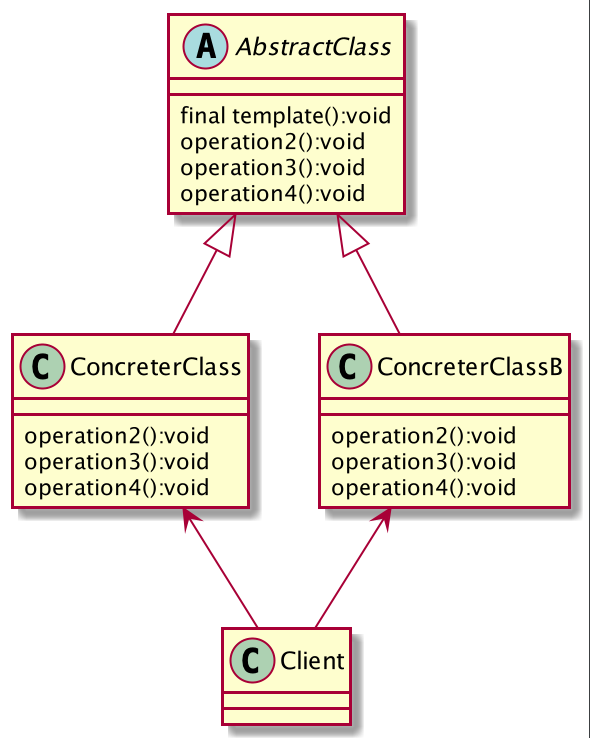 A AbstractClass
final template():void
operation2():void
operation3():void
operation4():void
C ConcreterClass
operation2():void
operation3():void
operation4():void
C ConcreterClassB
operation2():void
operation3():void
operation4():void
C Client